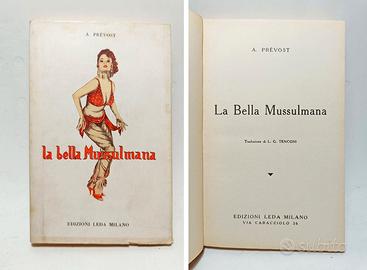 A. PRÉVOST
la bella Mussulmana
EDIZIONI LEDA MILANO
A. PRÉVOST
La Bella Mussulmana
Traduzione di L. G. TENCONI
EDIZIONI LEDA MILANO
VIA CARACCIOLO 26
subito